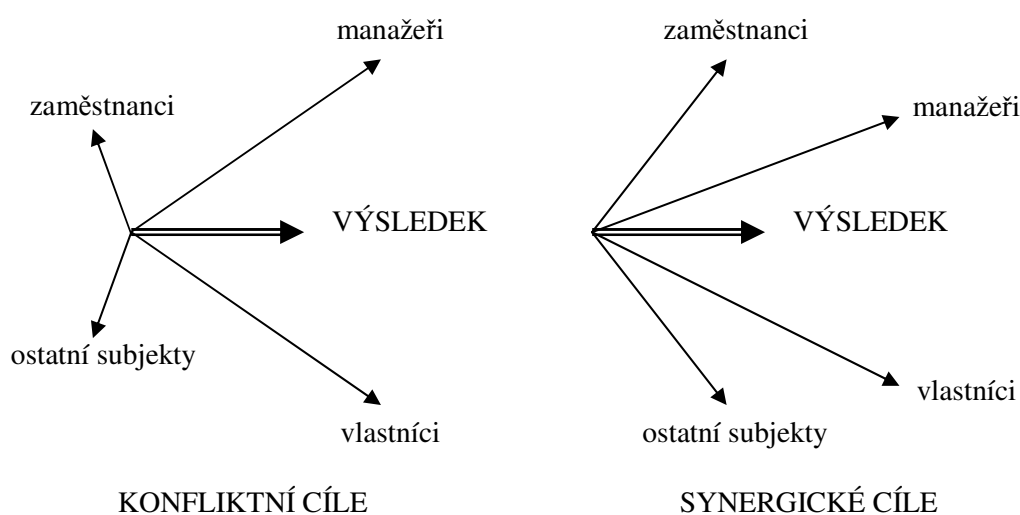 manažeři
zaměstnanci
VÝSLEDEK
ostatní subjekty
vlastníci
KONFLIKTNÍ CÍLE
zaměstnanci
manažeři
VÝSLEDEK
vlastníci
ostatní subjekty
SYNERGICKÉ CÍLE